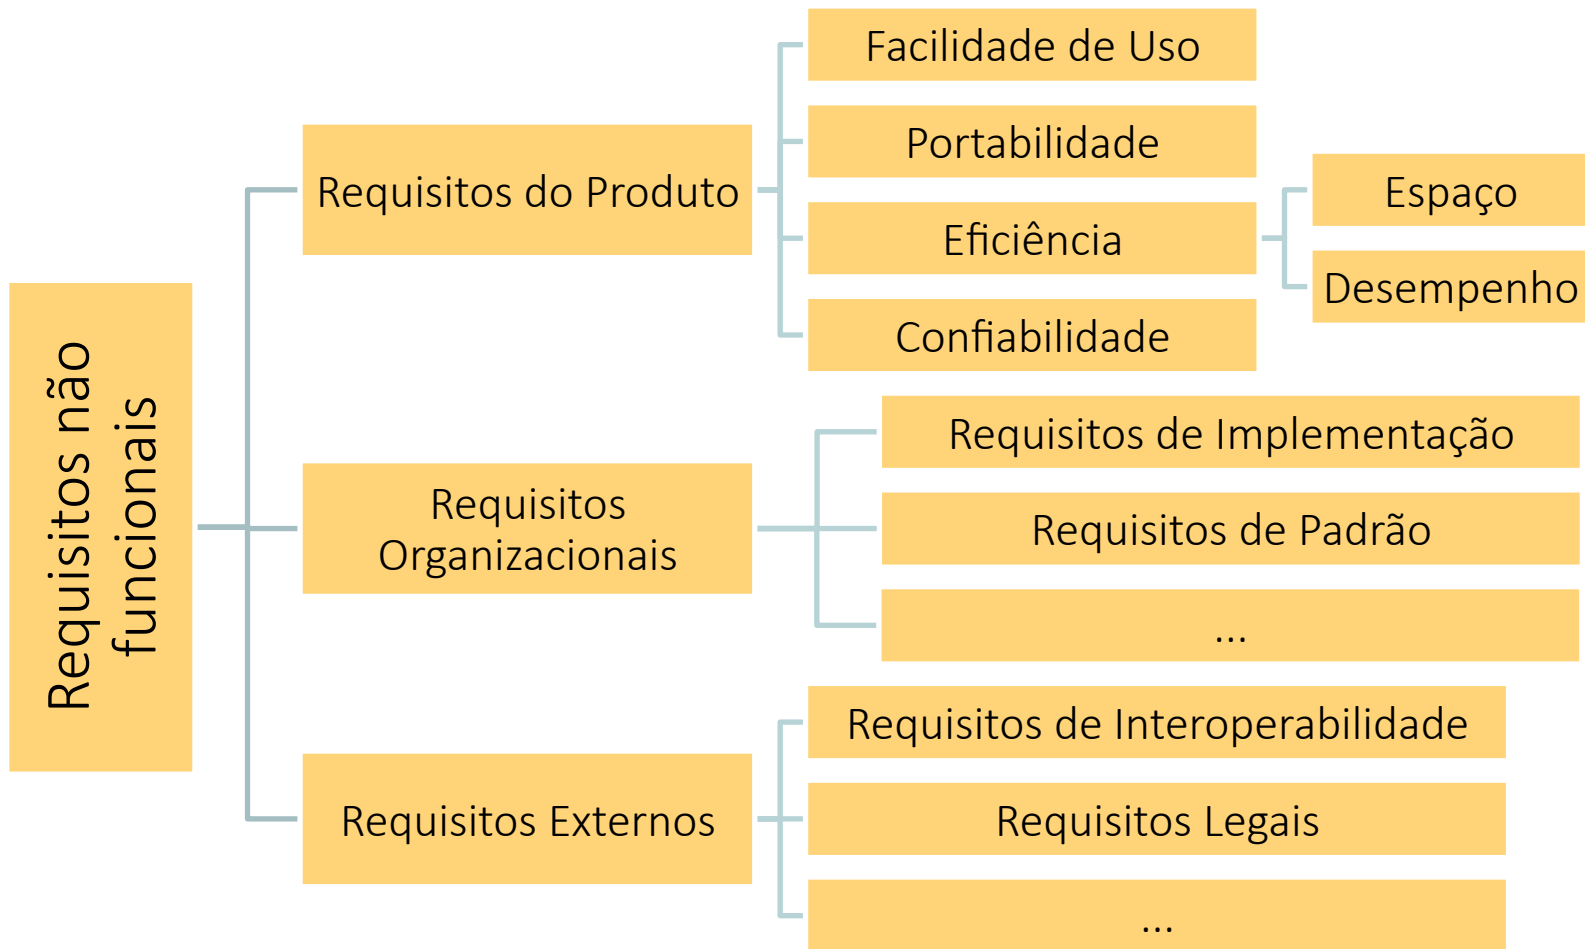 Requisitos não
funcionais
Requisitos do Produto
Facilidade de Uso
Portabilidade
Eficiência
Espaço
Desempenho
Confiabilidade
Requisitos
Organizacionais
Requisitos de Implementação
Requisitos de Padrão
...
Requisitos Externos
Requisitos de Interoperabilidade
Requisitos Legais
...